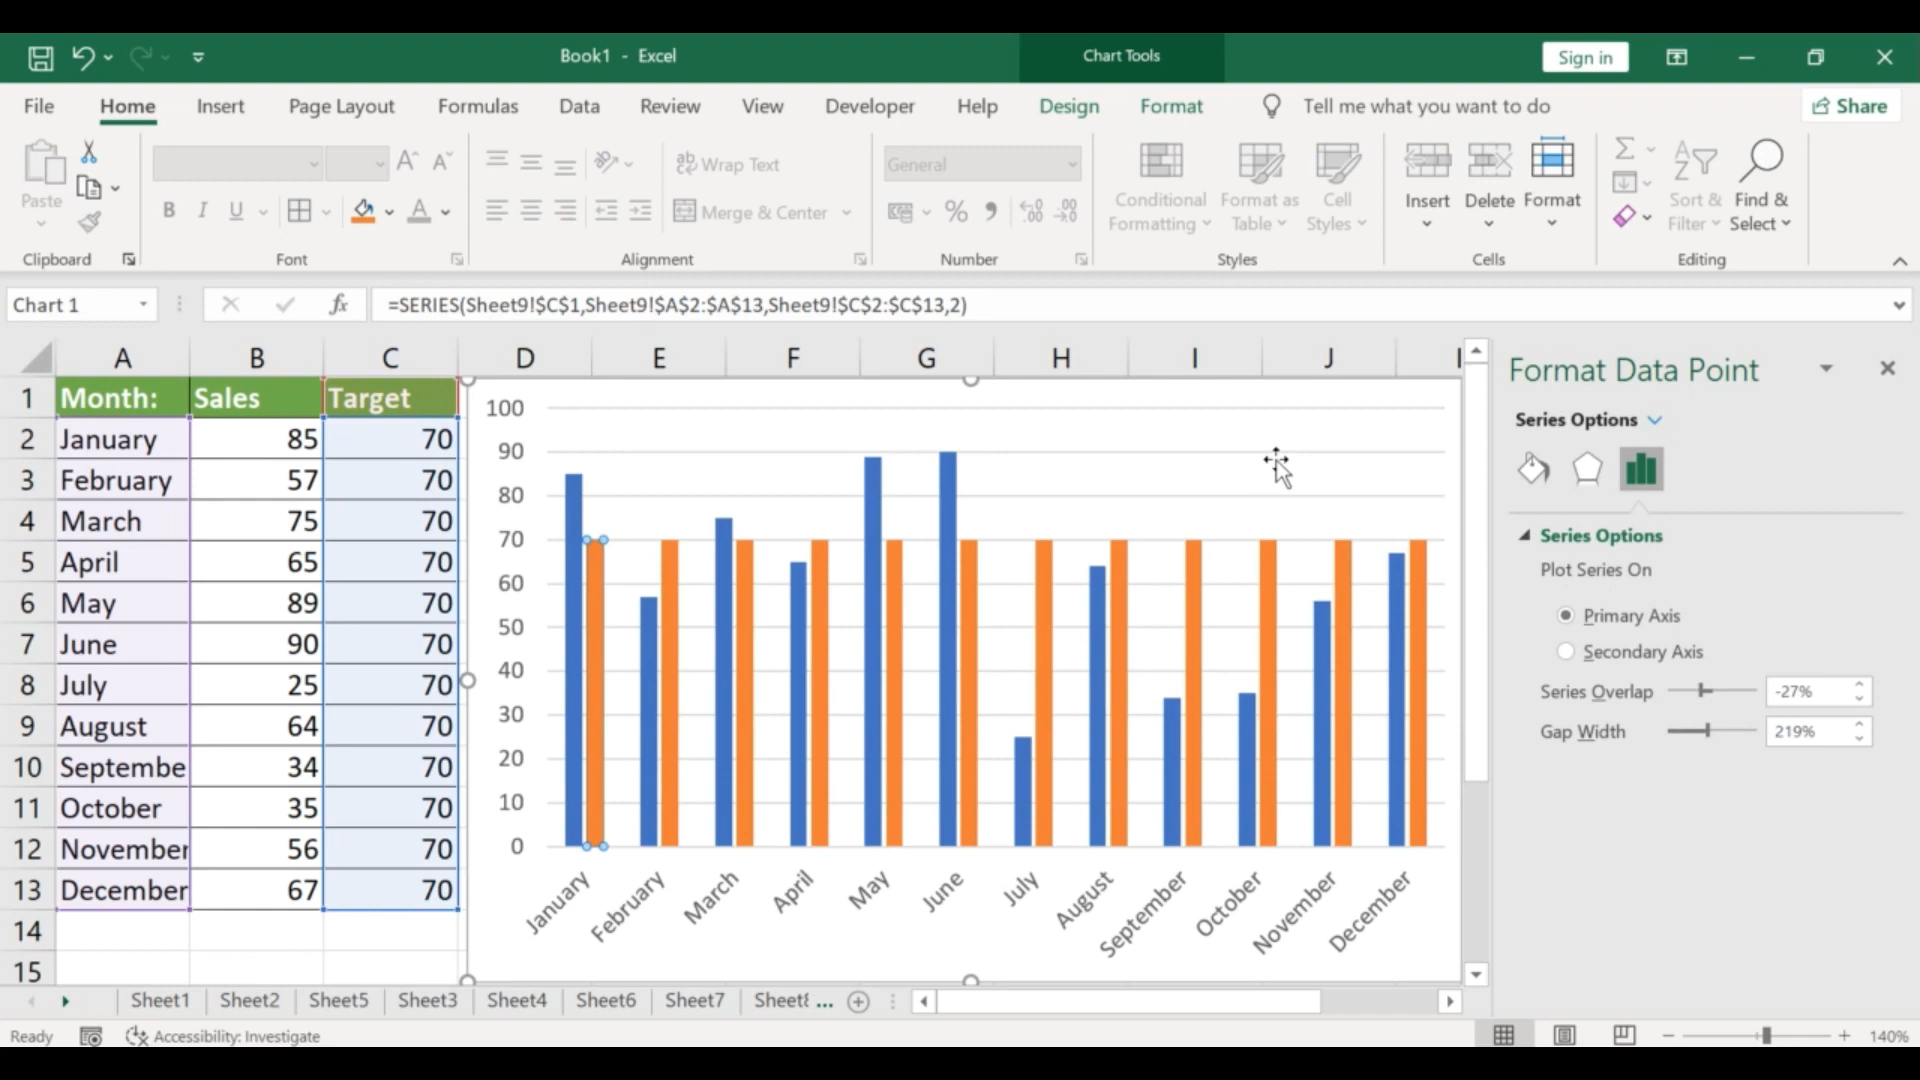 Book1 - Excel
Chart Tools
Sign in
File Home Insert Page Layout Formulas Data Review View Developer Help Design Format Tell me what you want to do Share
Paste
Clipboard
B I U A
Font
ab Wrap Text
Merge & Center
Alignment
General
% 
Number
Conditional Formatting
Format as Table
Cell Styles
Styles
Insert Delete Format
Cells
Sort & Filter
Find & Select
Editing
Chart 1 fx =SERIES(Sheet9!$C$1,Sheet9!$A$2:$A$13,Sheet9!$C$2:$C$13,2)
A B C D E F G H I J
1 Month: Sales Target
2 January 85 70
3 February 57 70
4 March 75 70
5 April 65 70
6 May 89 70
7 June 90 70
8 July 25 70
9 August 64 70
10 Septembe 34 70
11 October 35 70
12 November 56 70
13 December 67 70
14
15
100
90
80
70
60
50
40
30
20
10
0
January February March April May June July August September October November December
Format Data Point
Series Options
Series Options
Plot Series On
Primary Axis
Secondary Axis
Series Overlap -27%
Gap Width 219%
Sheet1 Sheet2 Sheet5 Sheet3 Sheet4 Sheet6 Sheet7 Sheet8 ...
Ready Accessibility: Investigate 140%